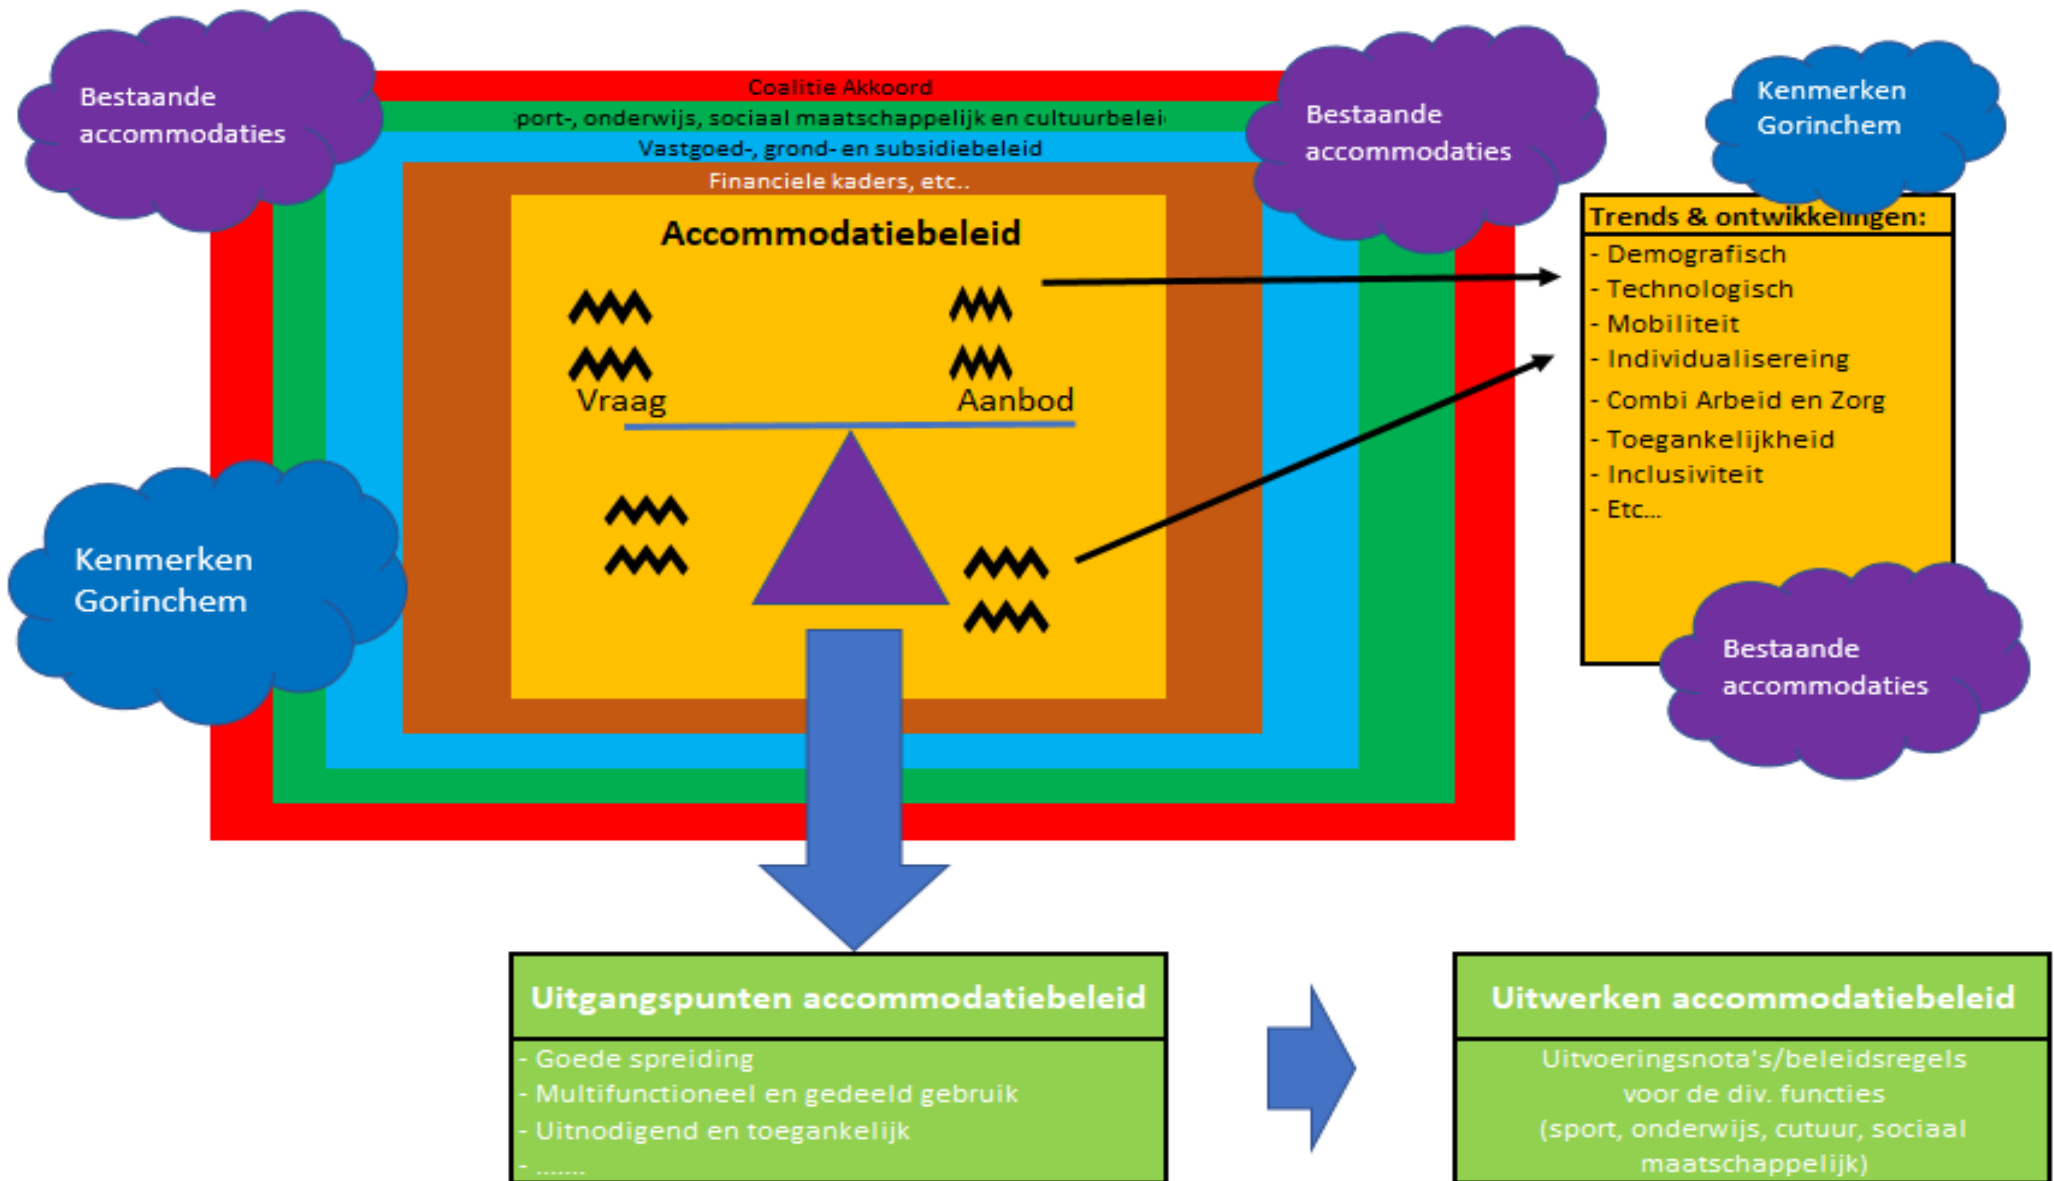 Bestaande
accommodaties
Coalitie Akkoord
port-, onderwijs, sociaal maatschappelijk en cultuurbelei
Vastgoed-, grond- en subsidiebeleid
Financiele kaders, etc..
Bestaande
accommodaties
Kenmerken
Gorinchem
Accommodatiebeleid
Vraag
Aanbod
Trends & ontwikkelingen:
- Demografisch
- Technologisch
- Mobiliteit
- Individualisereing
- Combi Arbeid en Zorg
- Toegankelijkheid
- Inclusiviteit
- Etc...
Kenmerken
Gorinchem
Bestaande
accommodaties
Uitgangspunten accommodatiebeleid
- Goede spreiding
- Multifunctioneel en gedeeld gebruik
- Uitnodigend en toegankelijk
- .......
Uitwerken accommodatiebeleid
Uitvoeringsnota's/beleidsregels
voor de div. functies
(sport, onderwijs, cutuur, sociaal
maatschappelijk)